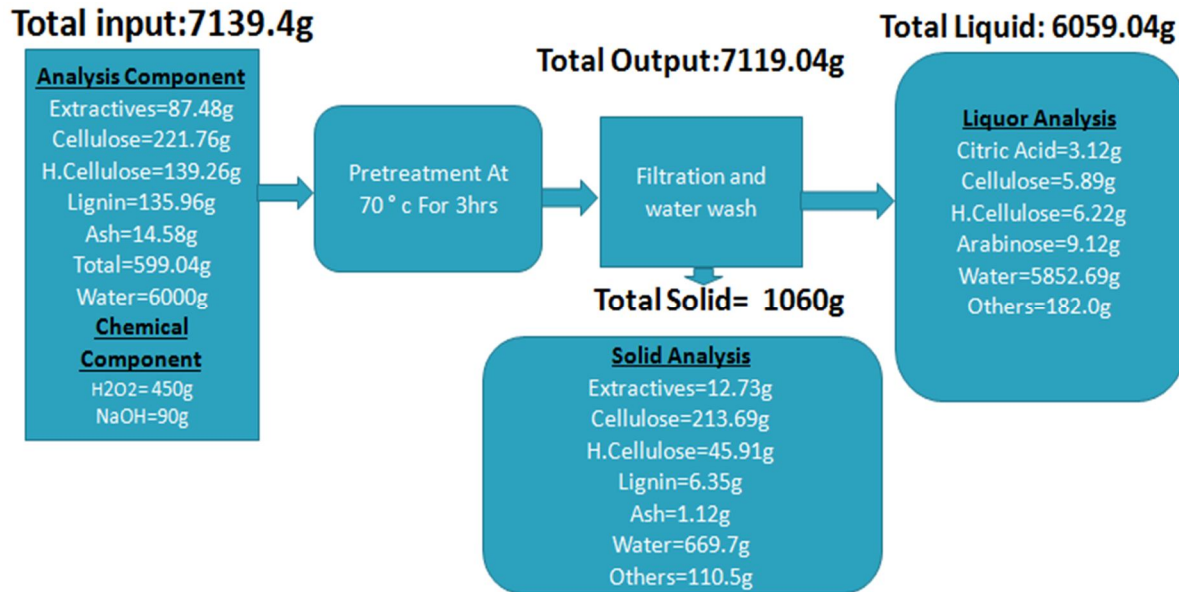 Total input:7139.4g
Analysis Component
Extractives=87.48g
Cellulose=221.76g
H.Cellulose=139.26g
Lignin=135.96g
Ash=14.58g
Total=599.04g
Water=6000g
Chemical
Component
H2O2= 450g
NaOH=90g
Pretreatment At
70 ° c For 3hrs
Total Output:7119.04g
Filtration and
water wash
Total Solid=  1060g
Solid Analysis
Extractives=12.73g
Cellulose=213.69g
H.Cellulose=45.91g
Lignin=6.35g
Ash=1.12g
Water=669.7g
Others=110.5g
Total Liquid: 6059.04g
Liquor Analysis
Citric Acid=3.12g
Cellulose=5.89g
H.Cellulose=6.22g
Arabinose=9.12g
Water=5852.69g
Others=182.0g